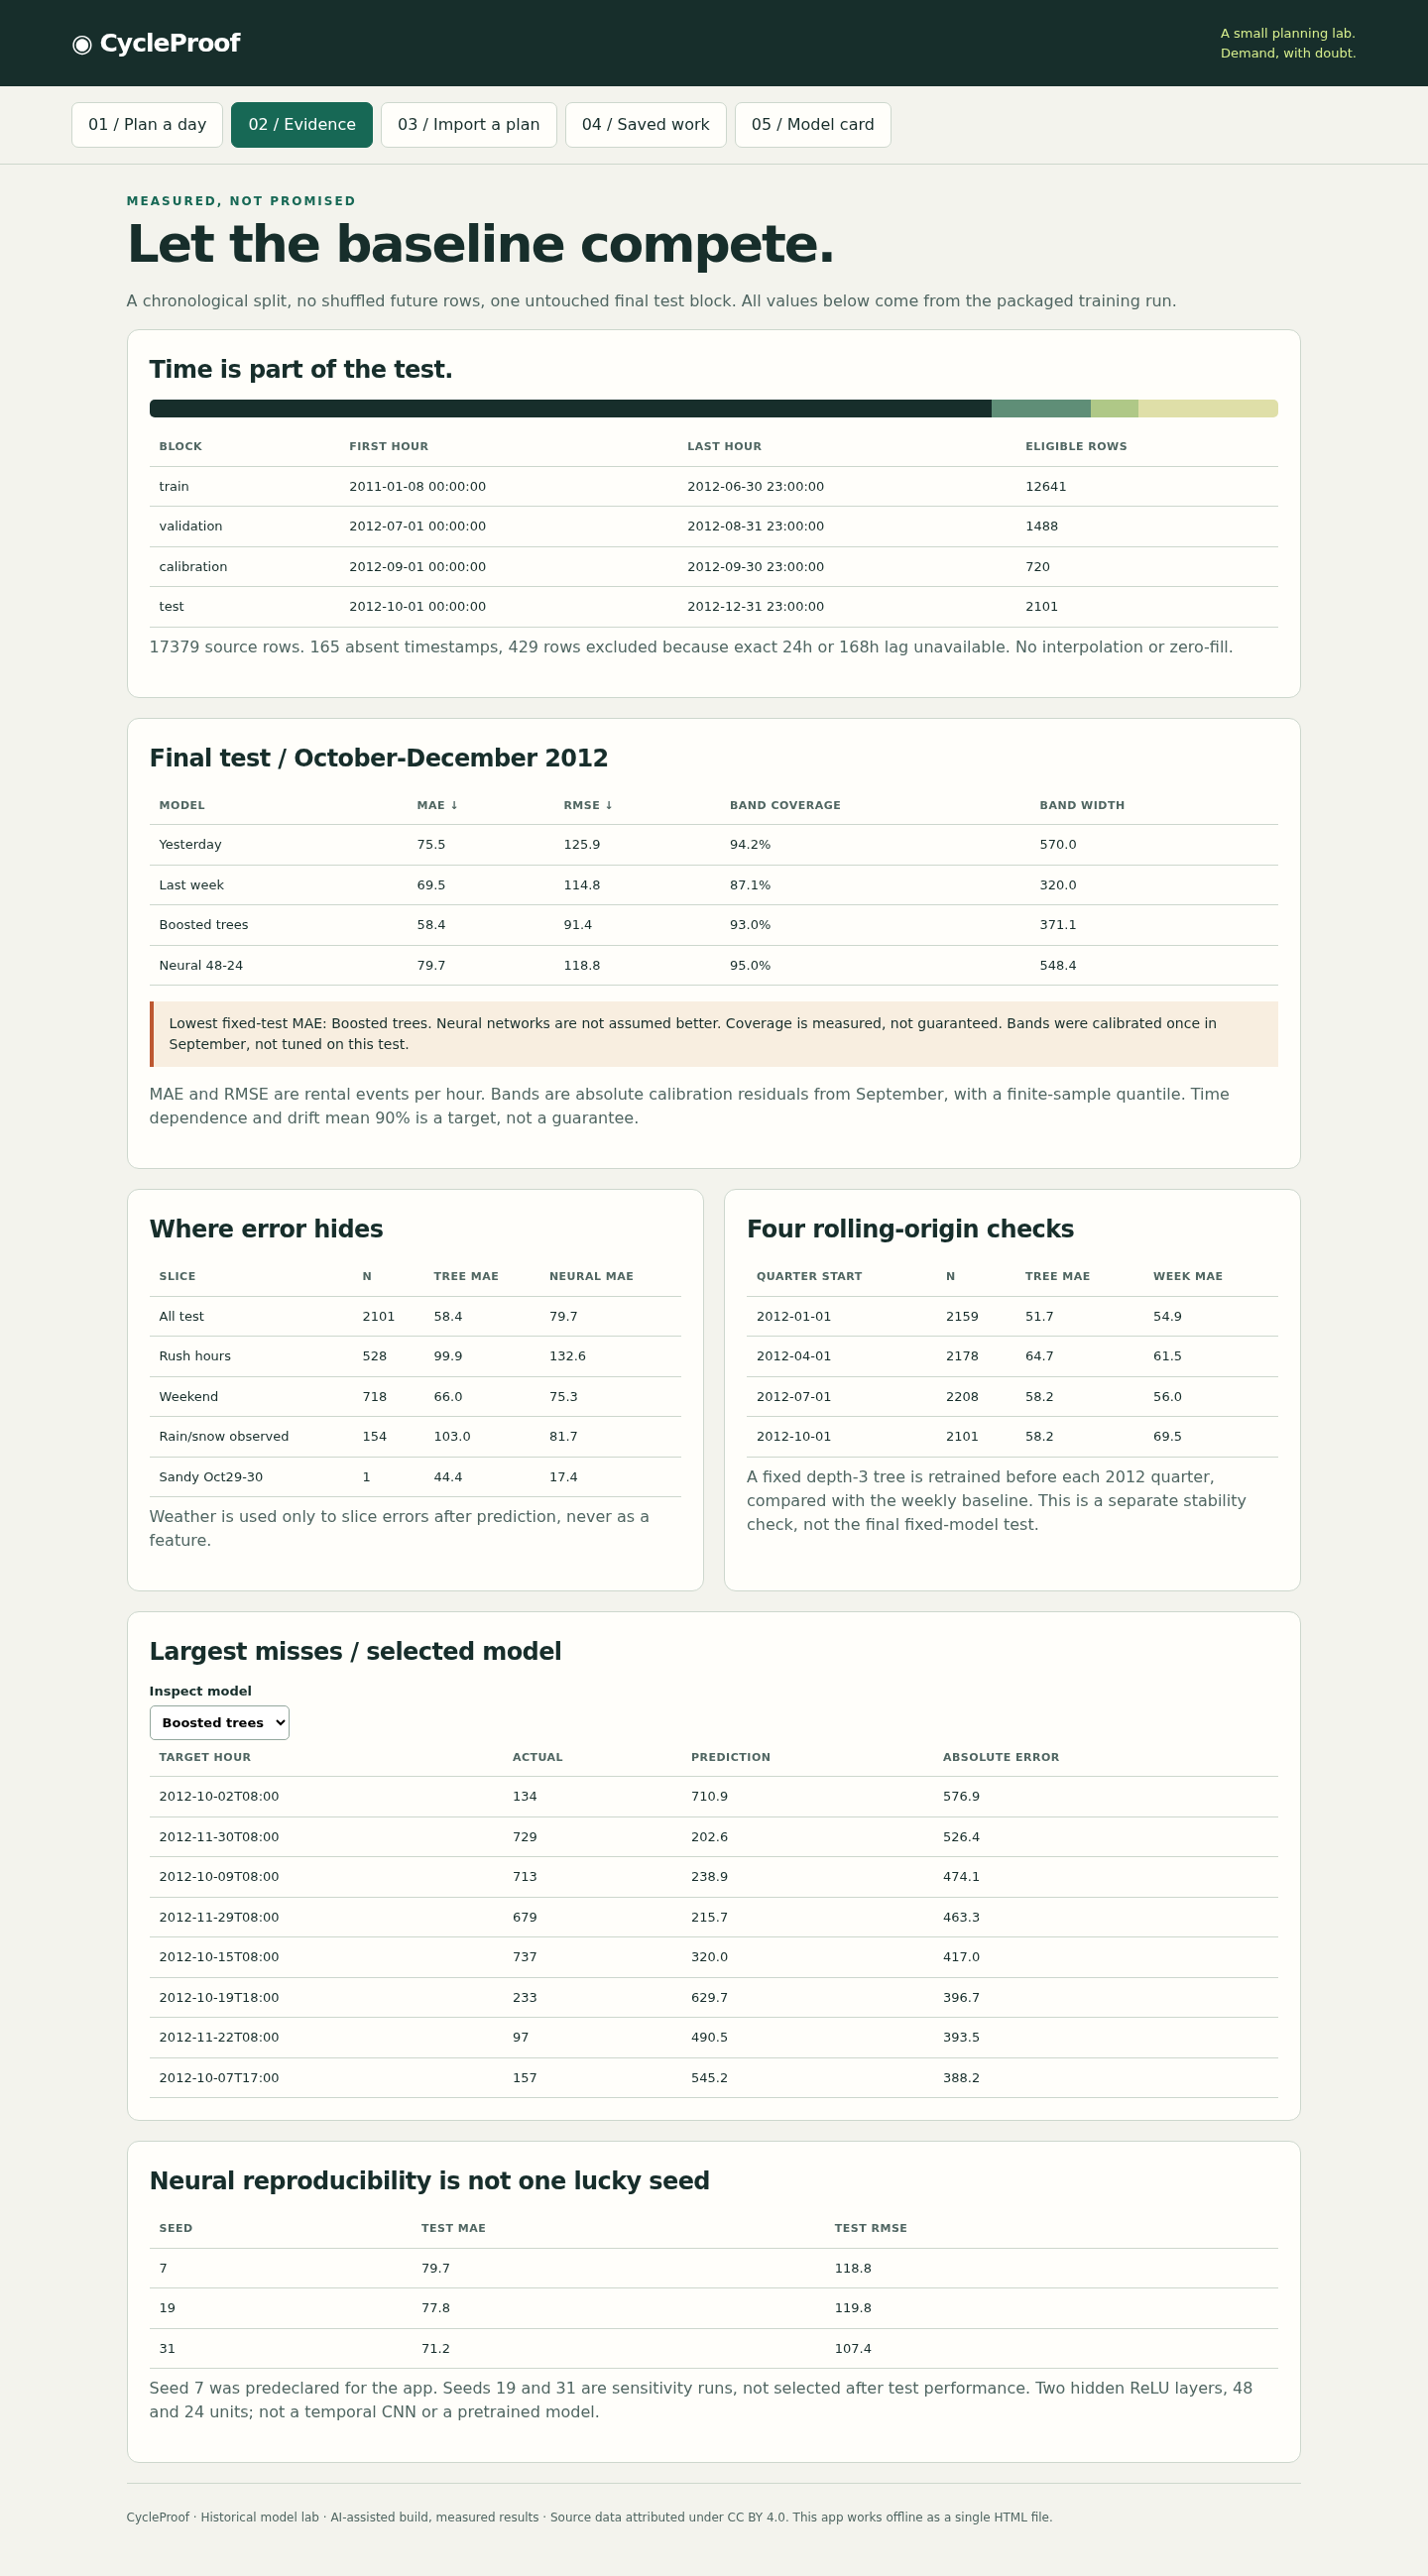 ◉ CycleProof
A small planning lab.
Demand, with doubt.
01 / Plan a day
02 / Evidence
03 / Import a plan
04 / Saved work
05 / Model card
MEASURED, NOT PROMISED
Let the baseline compete.
A chronological split, no shuffled future rows, one untouched final test block. All values below come from the packaged training run.
Time is part of the test.
BLOCK FIRST HOUR LAST HOUR ELIGIBLE ROWS
train 2011-01-08 00:00:00 2012-06-30 23:00:00 12641
validation 2012-07-01 00:00:00 2012-08-31 23:00:00 1488
calibration 2012-09-01 00:00:00 2012-09-30 23:00:00 720
test 2012-10-01 00:00:00 2012-12-31 23:00:00 2101
17379 source rows. 165 absent timestamps, 429 rows excluded because exact 24h or 168h lag unavailable. No interpolation or zero-fill.
Final test / October-December 2012
MODEL MAE ↓ RMSE ↓ BAND COVERAGE BAND WIDTH
Yesterday 75.5 125.9 94.2% 570.0
Last week 69.5 114.8 87.1% 320.0
Boosted trees 58.4 91.4 93.0% 371.1
Neural 48-24 79.7 118.8 95.0% 548.4
Lowest fixed-test MAE: Boosted trees. Neural networks are not assumed better. Coverage is measured, not guaranteed. Bands were calibrated once in
September, not tuned on this test.
MAE and RMSE are rental events per hour. Bands are absolute calibration residuals from September, with a finite-sample quantile. Time
dependence and drift mean 90% is a target, not a guarantee.
Where error hides
SLICE N TREE MAE NEURAL MAE
All test 2101 58.4 79.7
Rush hours 528 99.9 132.6
Weekend 718 66.0 75.3
Rain/snow observed 154 103.0 81.7
Sandy Oct29-30 1 44.4 17.4
Weather is used only to slice errors after prediction, never as a
feature.
Four rolling-origin checks
QUARTER START N TREE MAE WEEK MAE
2012-01-01 2159 51.7 54.9
2012-04-01 2178 64.7 61.5
2012-07-01 2208 58.2 56.0
2012-10-01 2101 58.2 69.5
A fixed depth-3 tree is retrained before each 2012 quarter,
compared with the weekly baseline. This is a separate stability
check, not the final fixed-model test.
Largest misses / selected model
Inspect model
Boosted trees
TARGET HOUR ACTUAL PREDICTION ABSOLUTE ERROR
2012-10-02T08:00 134 710.9 576.9
2012-11-30T08:00 729 202.6 526.4
2012-10-09T08:00 713 238.9 474.1
2012-11-29T08:00 679 215.7 463.3
2012-10-15T08:00 737 320.0 417.0
2012-10-19T18:00 233 629.7 396.7
2012-11-22T08:00 97 490.5 393.5
2012-10-07T17:00 157 545.2 388.2
Neural reproducibility is not one lucky seed
SEED TEST MAE TEST RMSE
7 79.7 118.8
19 77.8 119.8
31 71.2 107.4
Seed 7 was predeclared for the app. Seeds 19 and 31 are sensitivity runs, not selected after test performance. Two hidden ReLU layers, 48
and 24 units; not a temporal CNN or a pretrained model.
CycleProof · Historical model lab · AI-assisted build, measured results · Source data attributed under CC BY 4.0. This app works offline as a single HTML file.